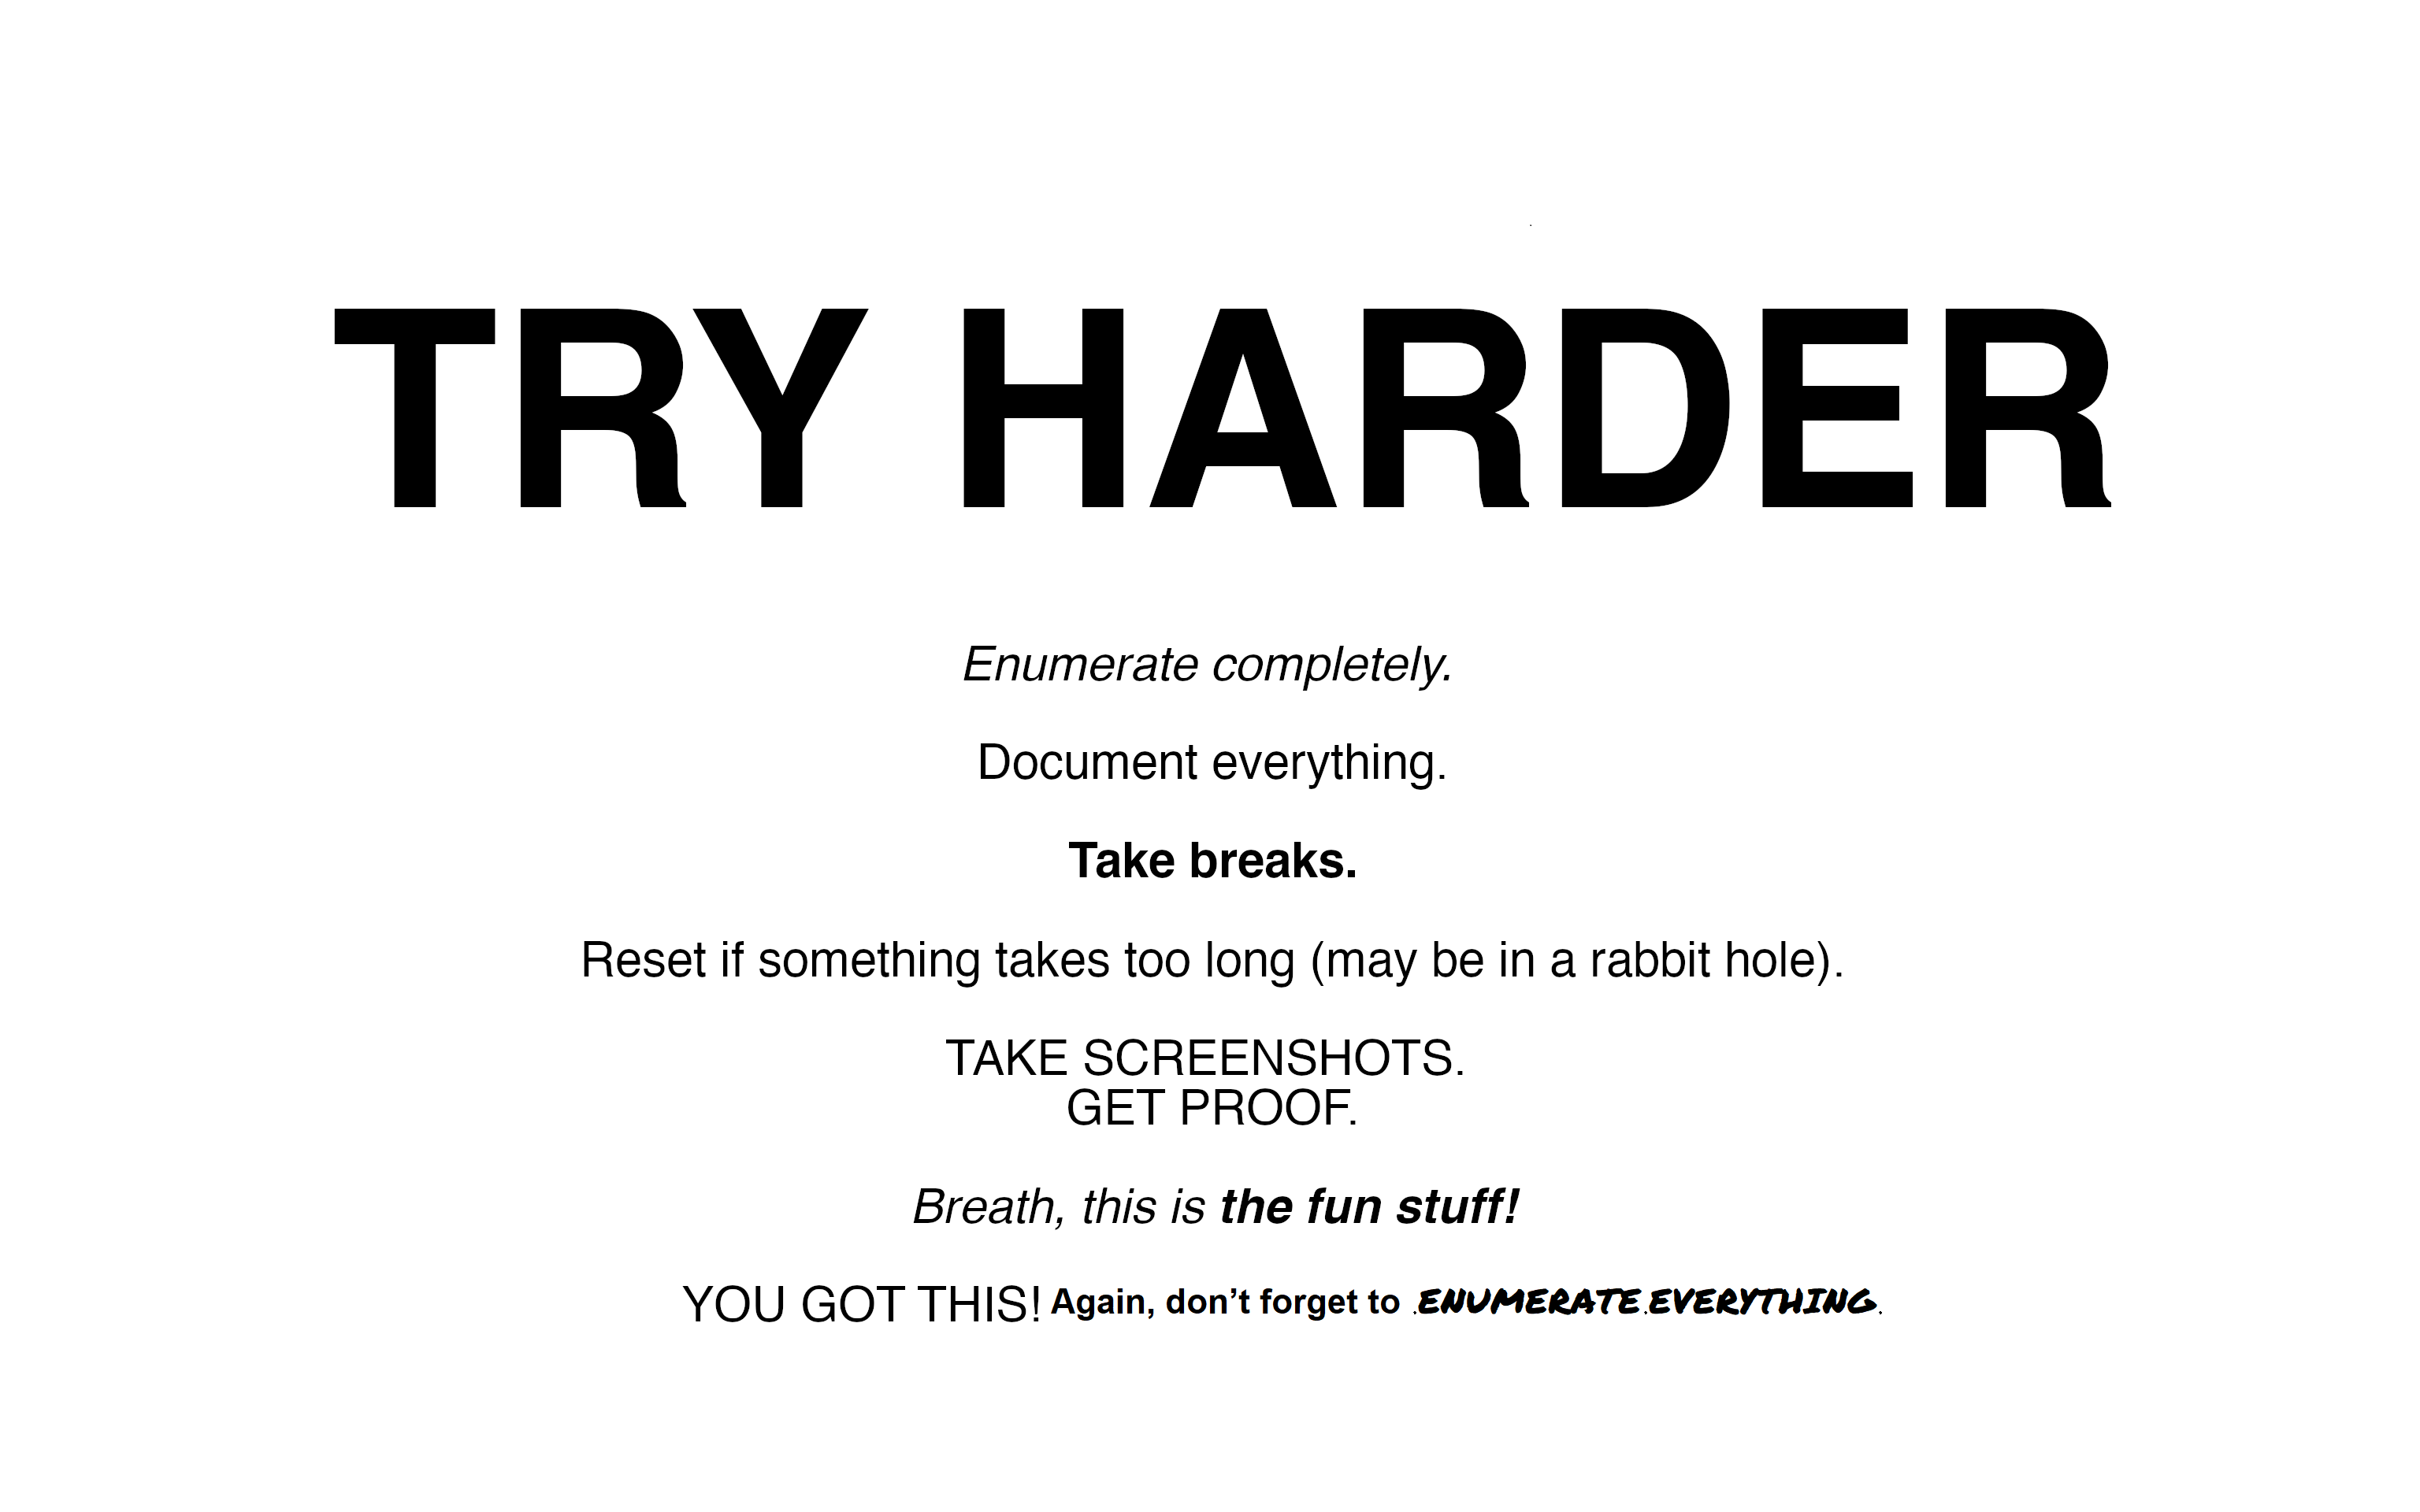 TRY HARDER
Enumerate completely.
Document everything.
Take breaks.
Reset if something takes too long (may be in a rabbit hole).
TAKE SCREENSHOTS.
GET PROOF.
Breath, this is the fun stuff!
YOU GOT THIS! Again, don’t forget to ENUMERATE EVERYTHING